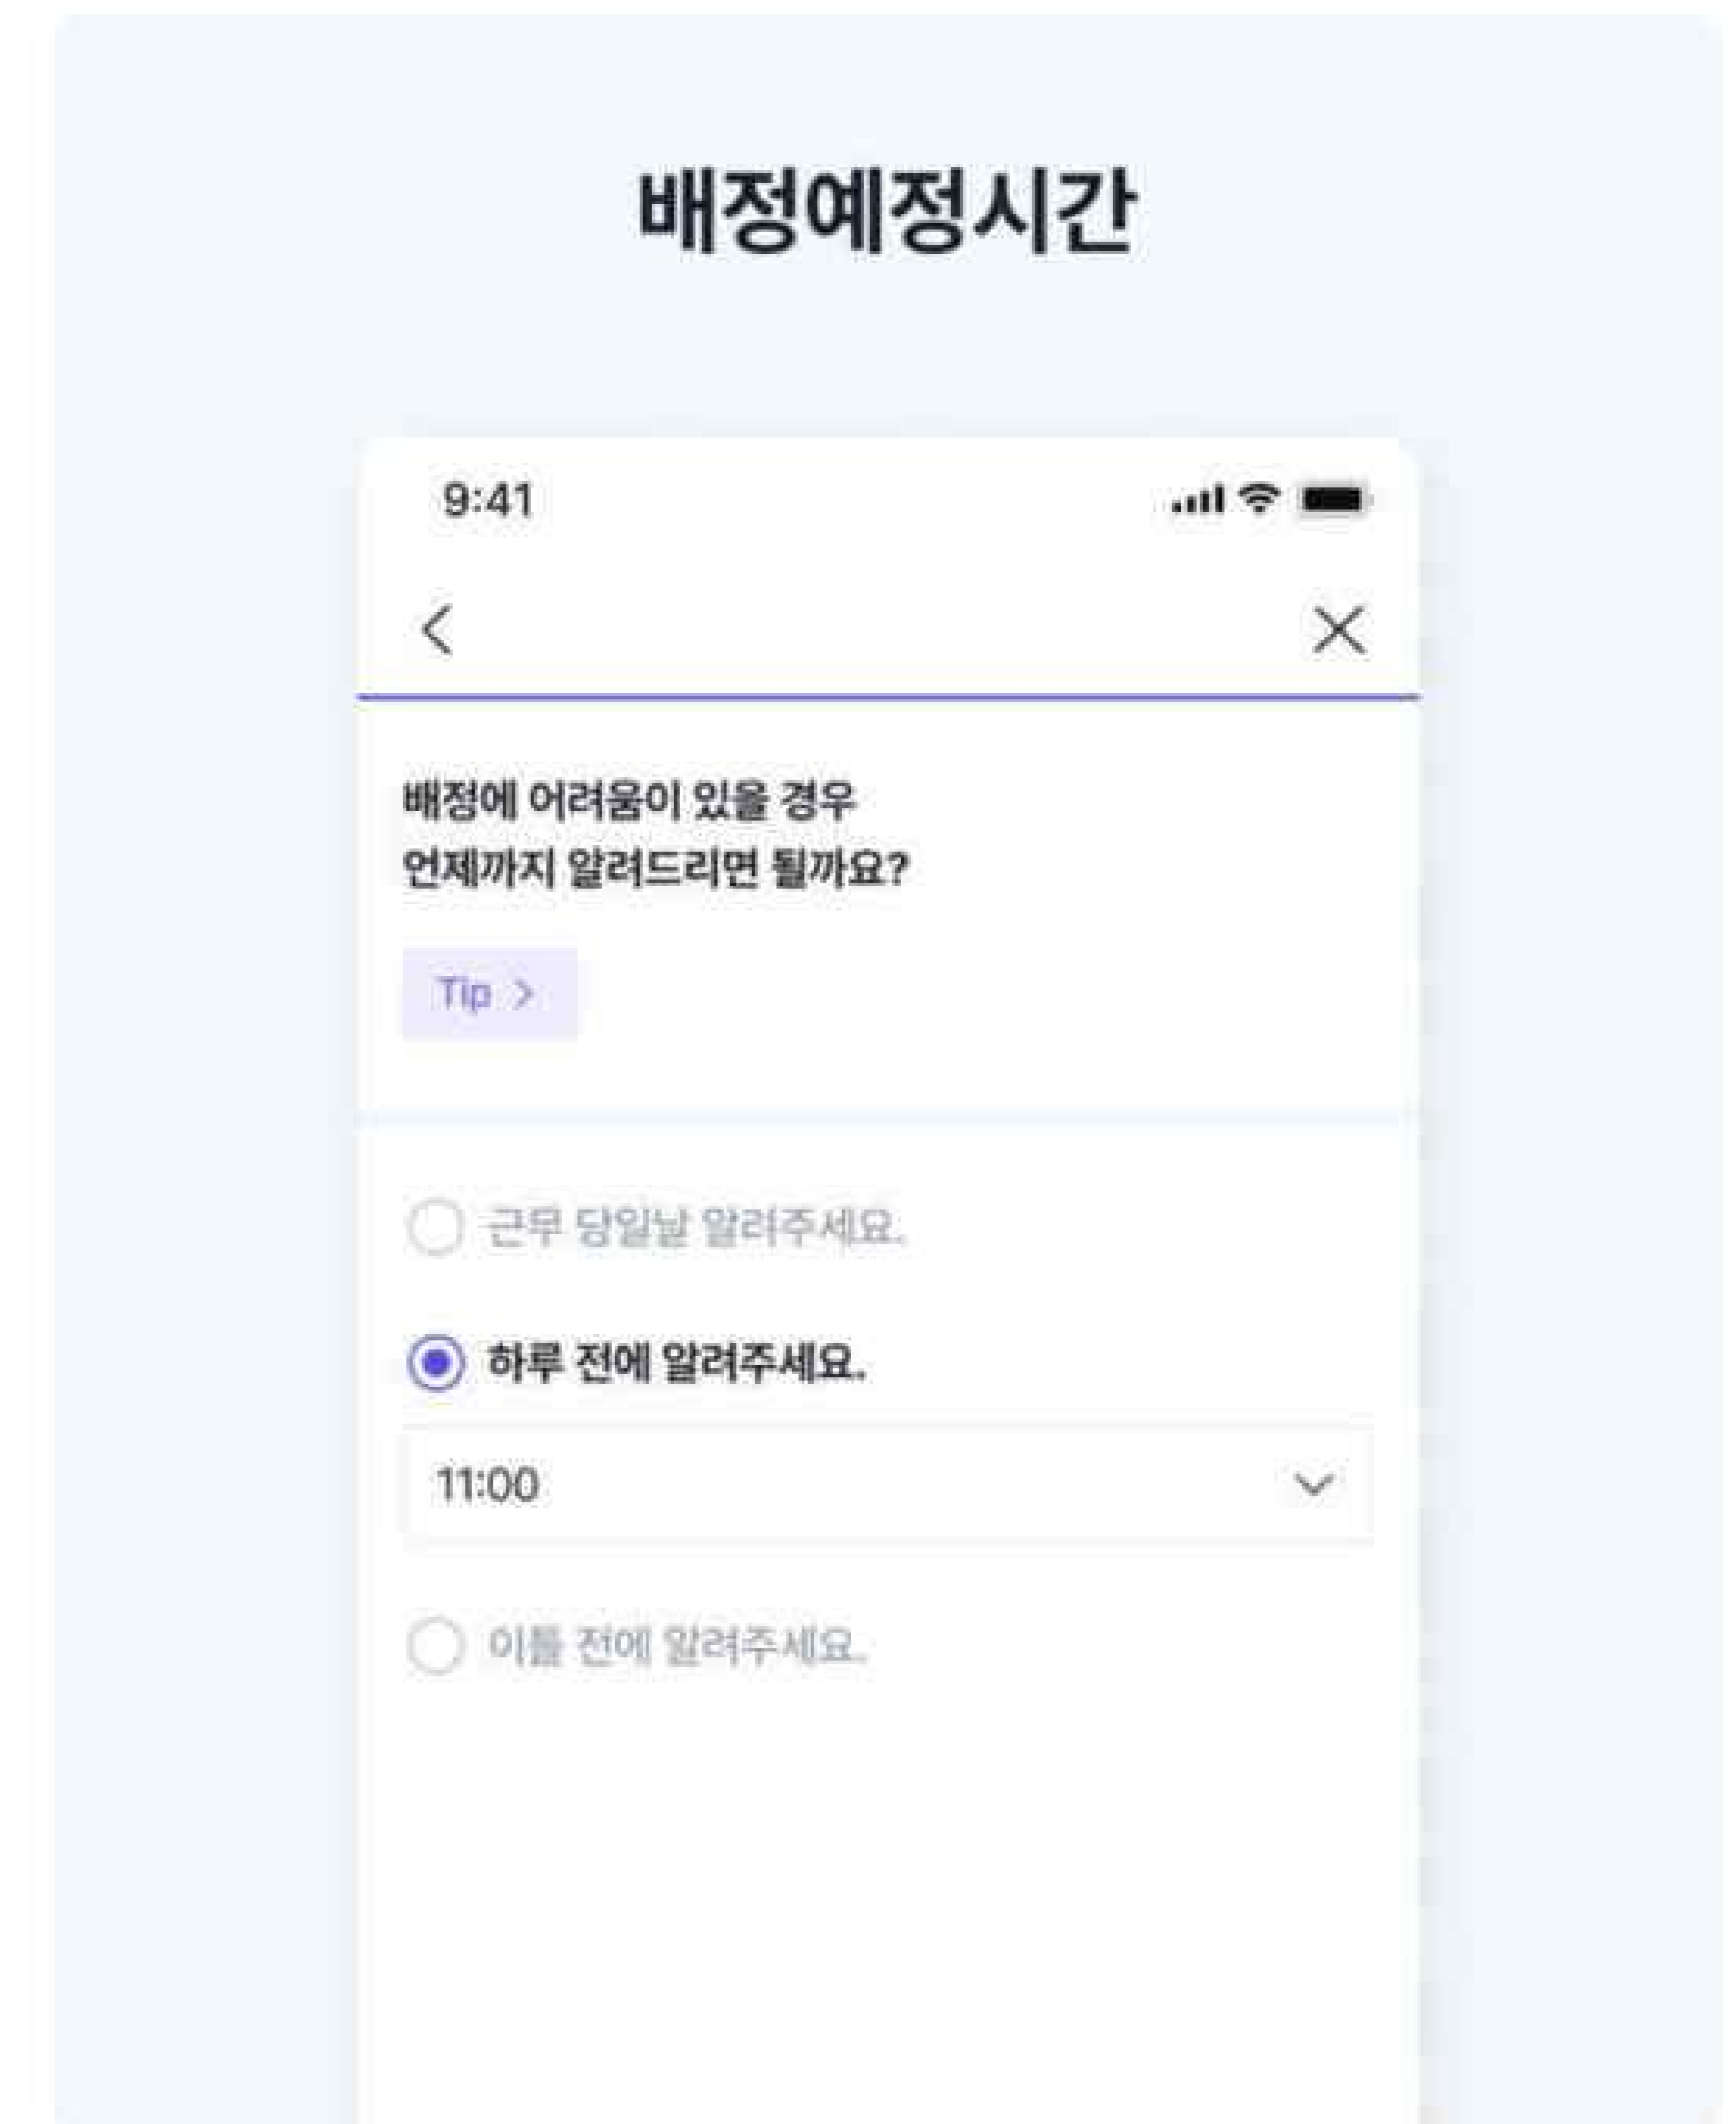 배정예정시간
9:41
배정에 어려움이 있을 경우
언제까지 알려드리면 될까요?
Tip >
근무 당일날 알려주세요.
하루 전에 알려주세요.
11:00
이틀 전에 알려주세요.